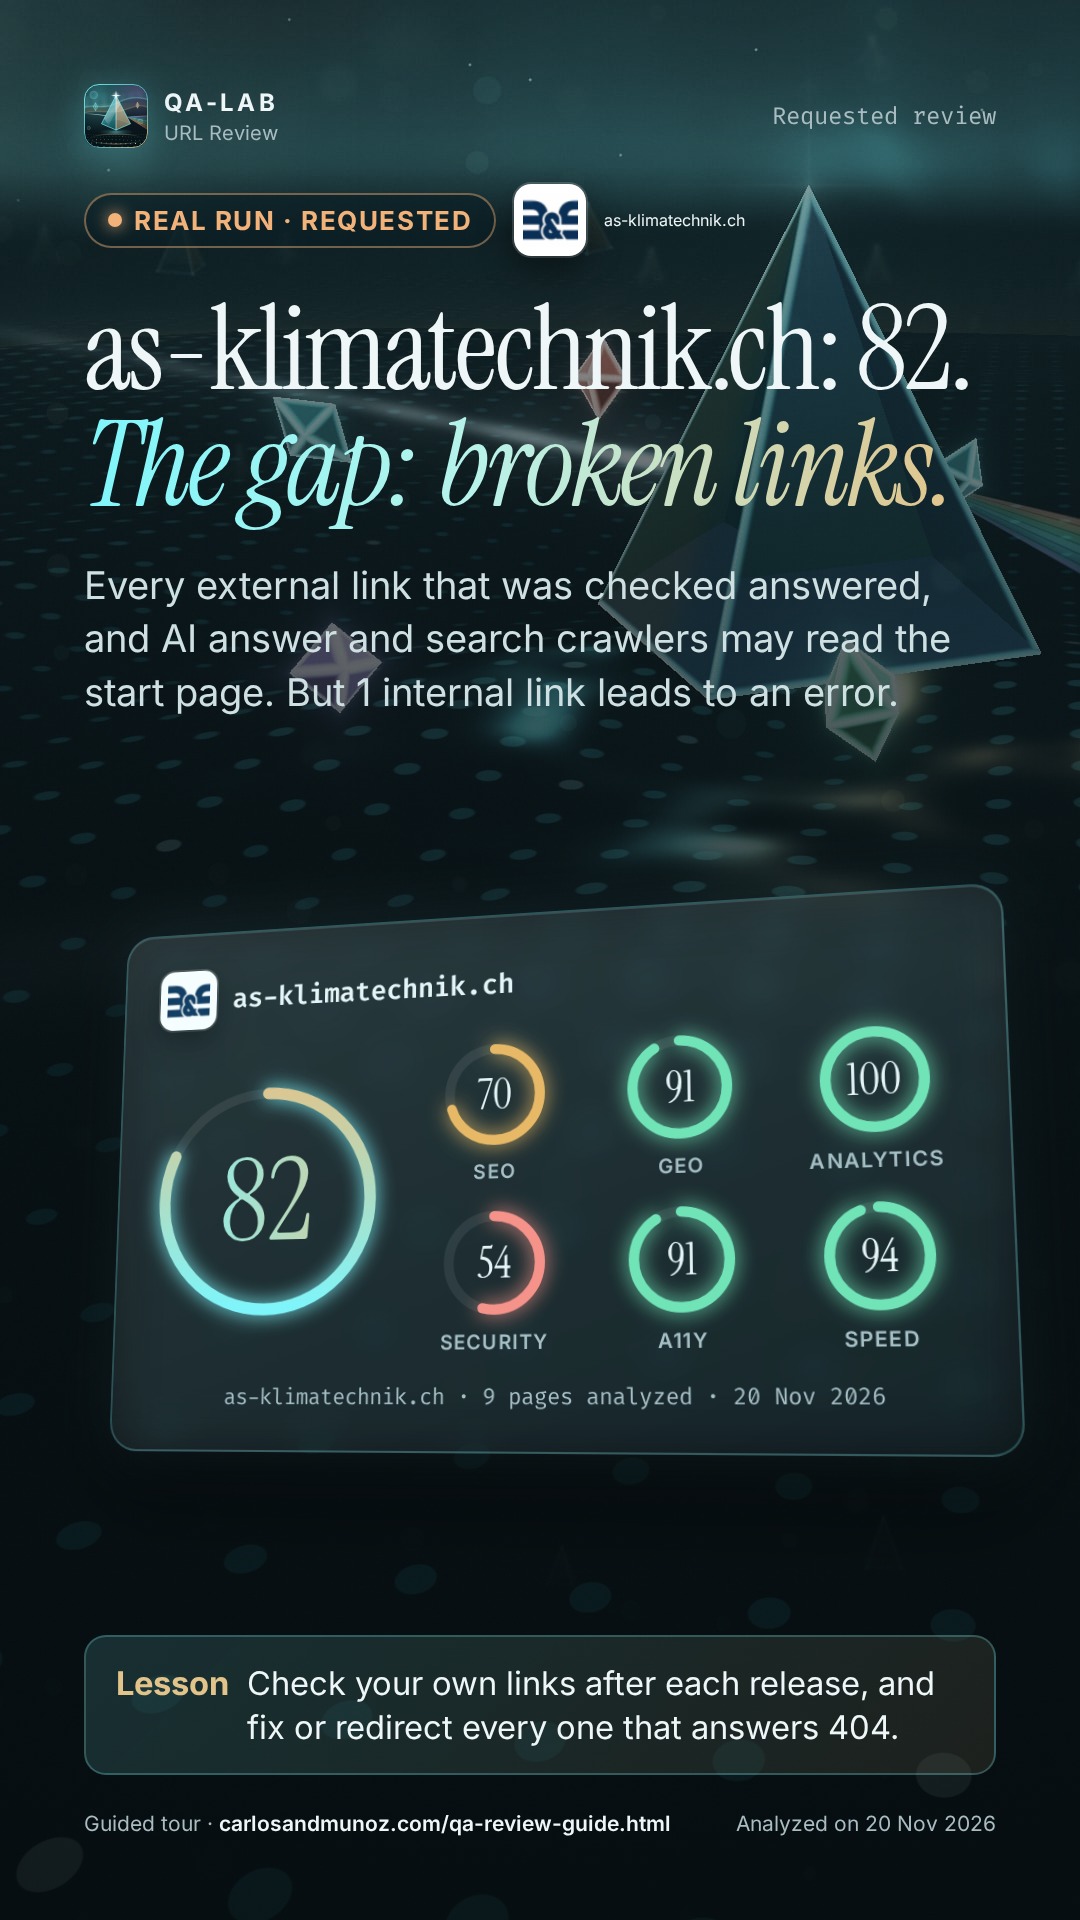 QA-LAB
URL Review
Requested review
REAL RUN · REQUESTED
as-klimatechnik.ch
as-klimatechnik.ch: 82.
The gap: broken links.
Every external link that was checked answered,
and AI answer and search crawlers may read the
start page. But 1 internal link leads to an error.
as-klimatechnik.ch
82
70
SEO
91
GEO
100
ANALYTICS
54
SECURITY
91
A11Y
94
SPEED
as-klimatechnik.ch · 9 pages analyzed · 20 Nov 2026
Lesson Check your own links after each release, and
fix or redirect every one that answers 404.
Guided tour · carlosandmunoz.com/qa-review-guide.html
Analyzed on 20 Nov 2026